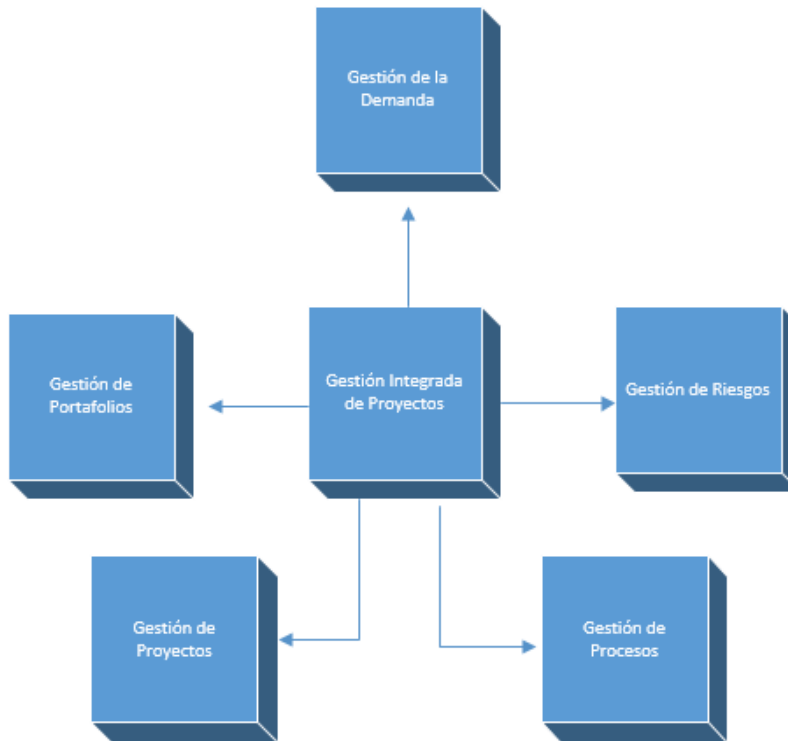 Gestión de la
Demanda
Gestión de
Portafolios
Gestión Integrada
de Proyectos
Gestión de Riesgos
Gestión de
Proyectos
Gestión de
Procesos